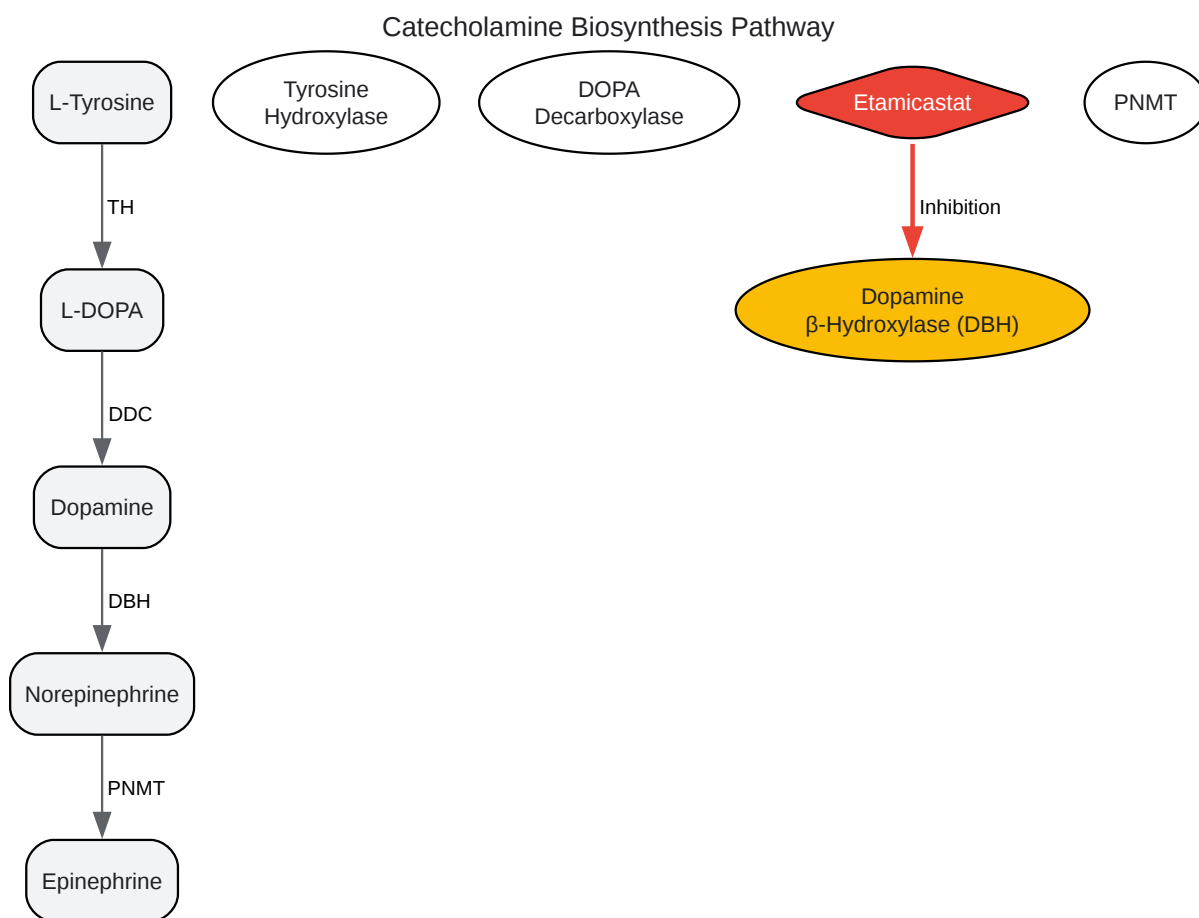 Catecholamine Biosynthesis Pathway
L-Tyrosine
Tyrosine
Hydroxylase
DOPA
Decarboxylase
Etamicastat
PNMT
TH
Inhibition
L-DOPA
Dopamine
β-Hydroxylase (DBH)
DDC
Dopamine
DBH
Norepinephrine
PNMT
Epinephrine